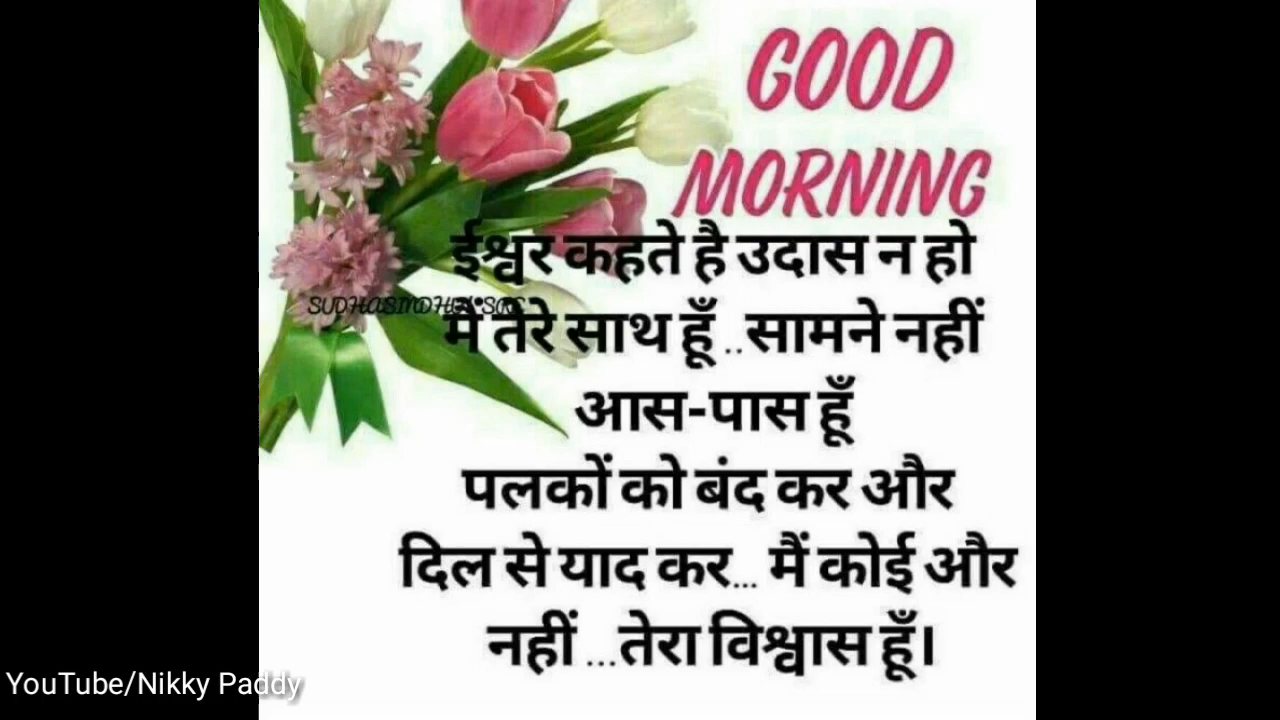 GOOD
MORNING
ईश्वर कहते है उदास न हो
मैं तेरे साथ हूँ ..सामने नहीं
आस-पास हूँ
पलकों को बंद कर और
दिल से याद कर... मैं कोई और
नहीं ...तेरा विश्वास हूँ।
YouTube/Nikky Paddy